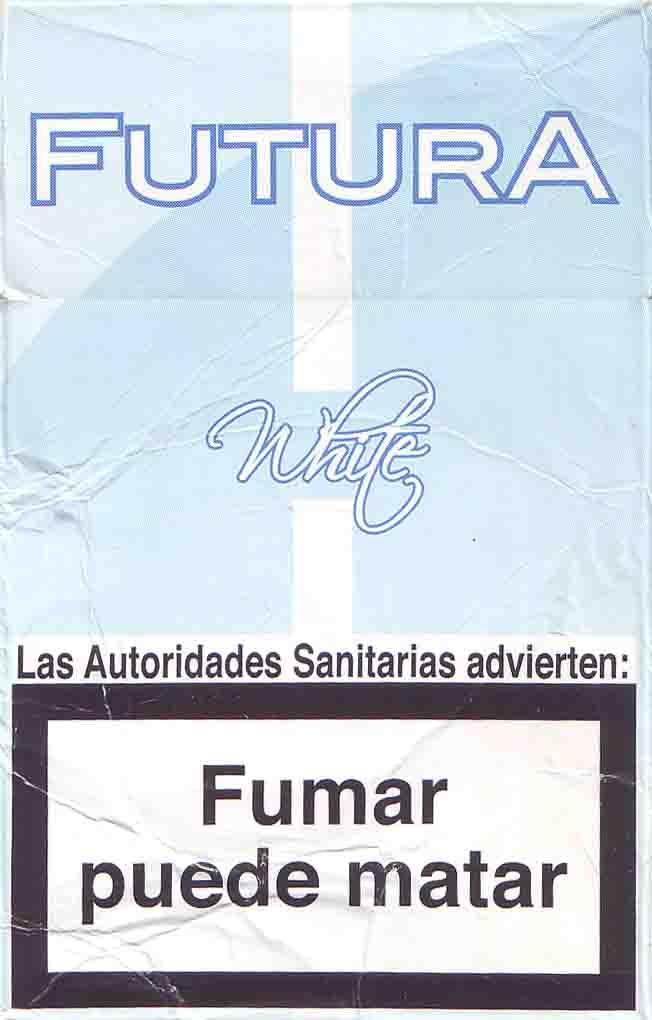 FUTURA
White
Las Autoridades Sanitarias advierten:
Fumar
puede matar